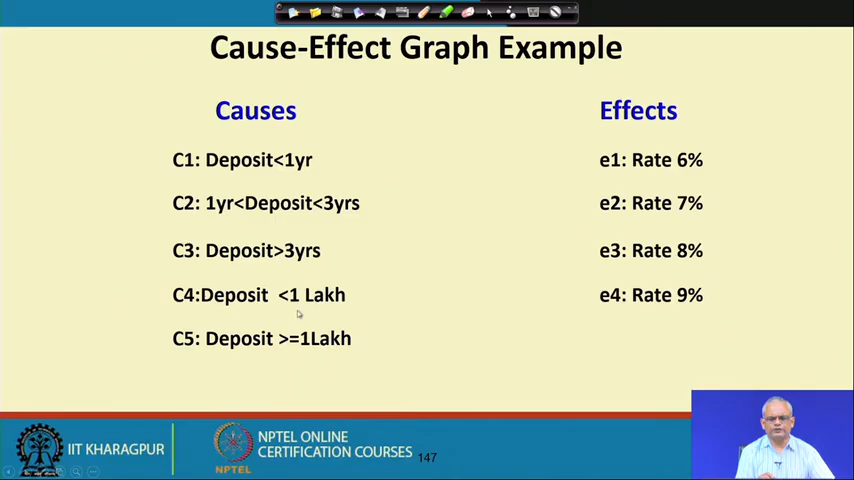 Cause-Effect Graph Example
Causes
Effects
C1: Deposit<1yr
e1: Rate 6%
C2: 1yr<Deposit<3yrs
e2: Rate 7%
C3: Deposit>3yrs
e3: Rate 8%
C4:Deposit <1 Lakh
e4: Rate 9%
C5: Deposit >=1Lakh
IIT KHARAGPUR
NPTEL
NPTEL ONLINE
CERTIFICATION COURSES
147